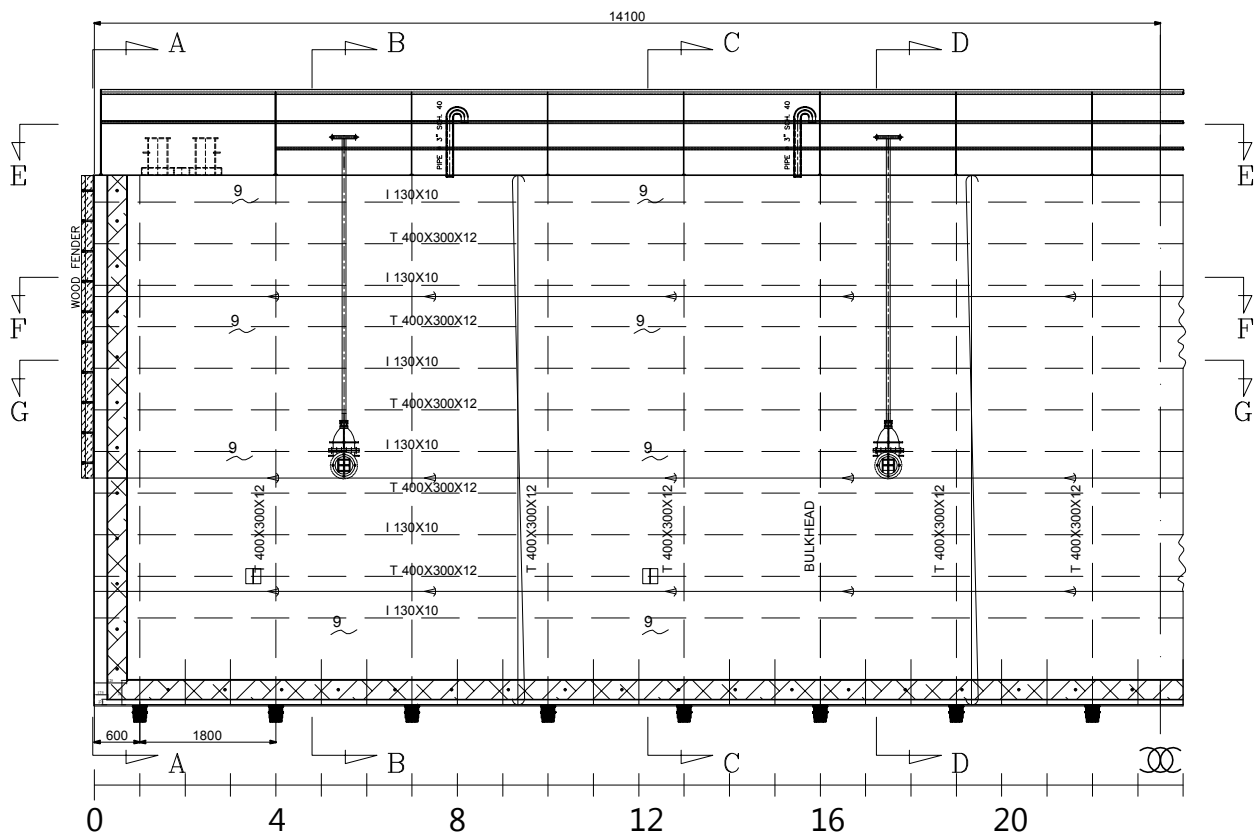 14100
A B C D
PIPE 3" SCH. 40 PIPE 3" SCH. 40
E E
9 I 130X10 9
WOOD FENDER
T 400X300X12
I 130X10
F F
9 T 400X300X12 9
I 130X10
G G
T 400X300X12
9 I 130X10 9
T 400X300X12
T 400X300X12 T 400X300X12 T 400X300X12 BULKHEAD T 400X300X12 T 400X300X12
I 130X10
T 400X300X12
I 130X10
9 9
600 1800
A B C D
0 4 8 12 16 20